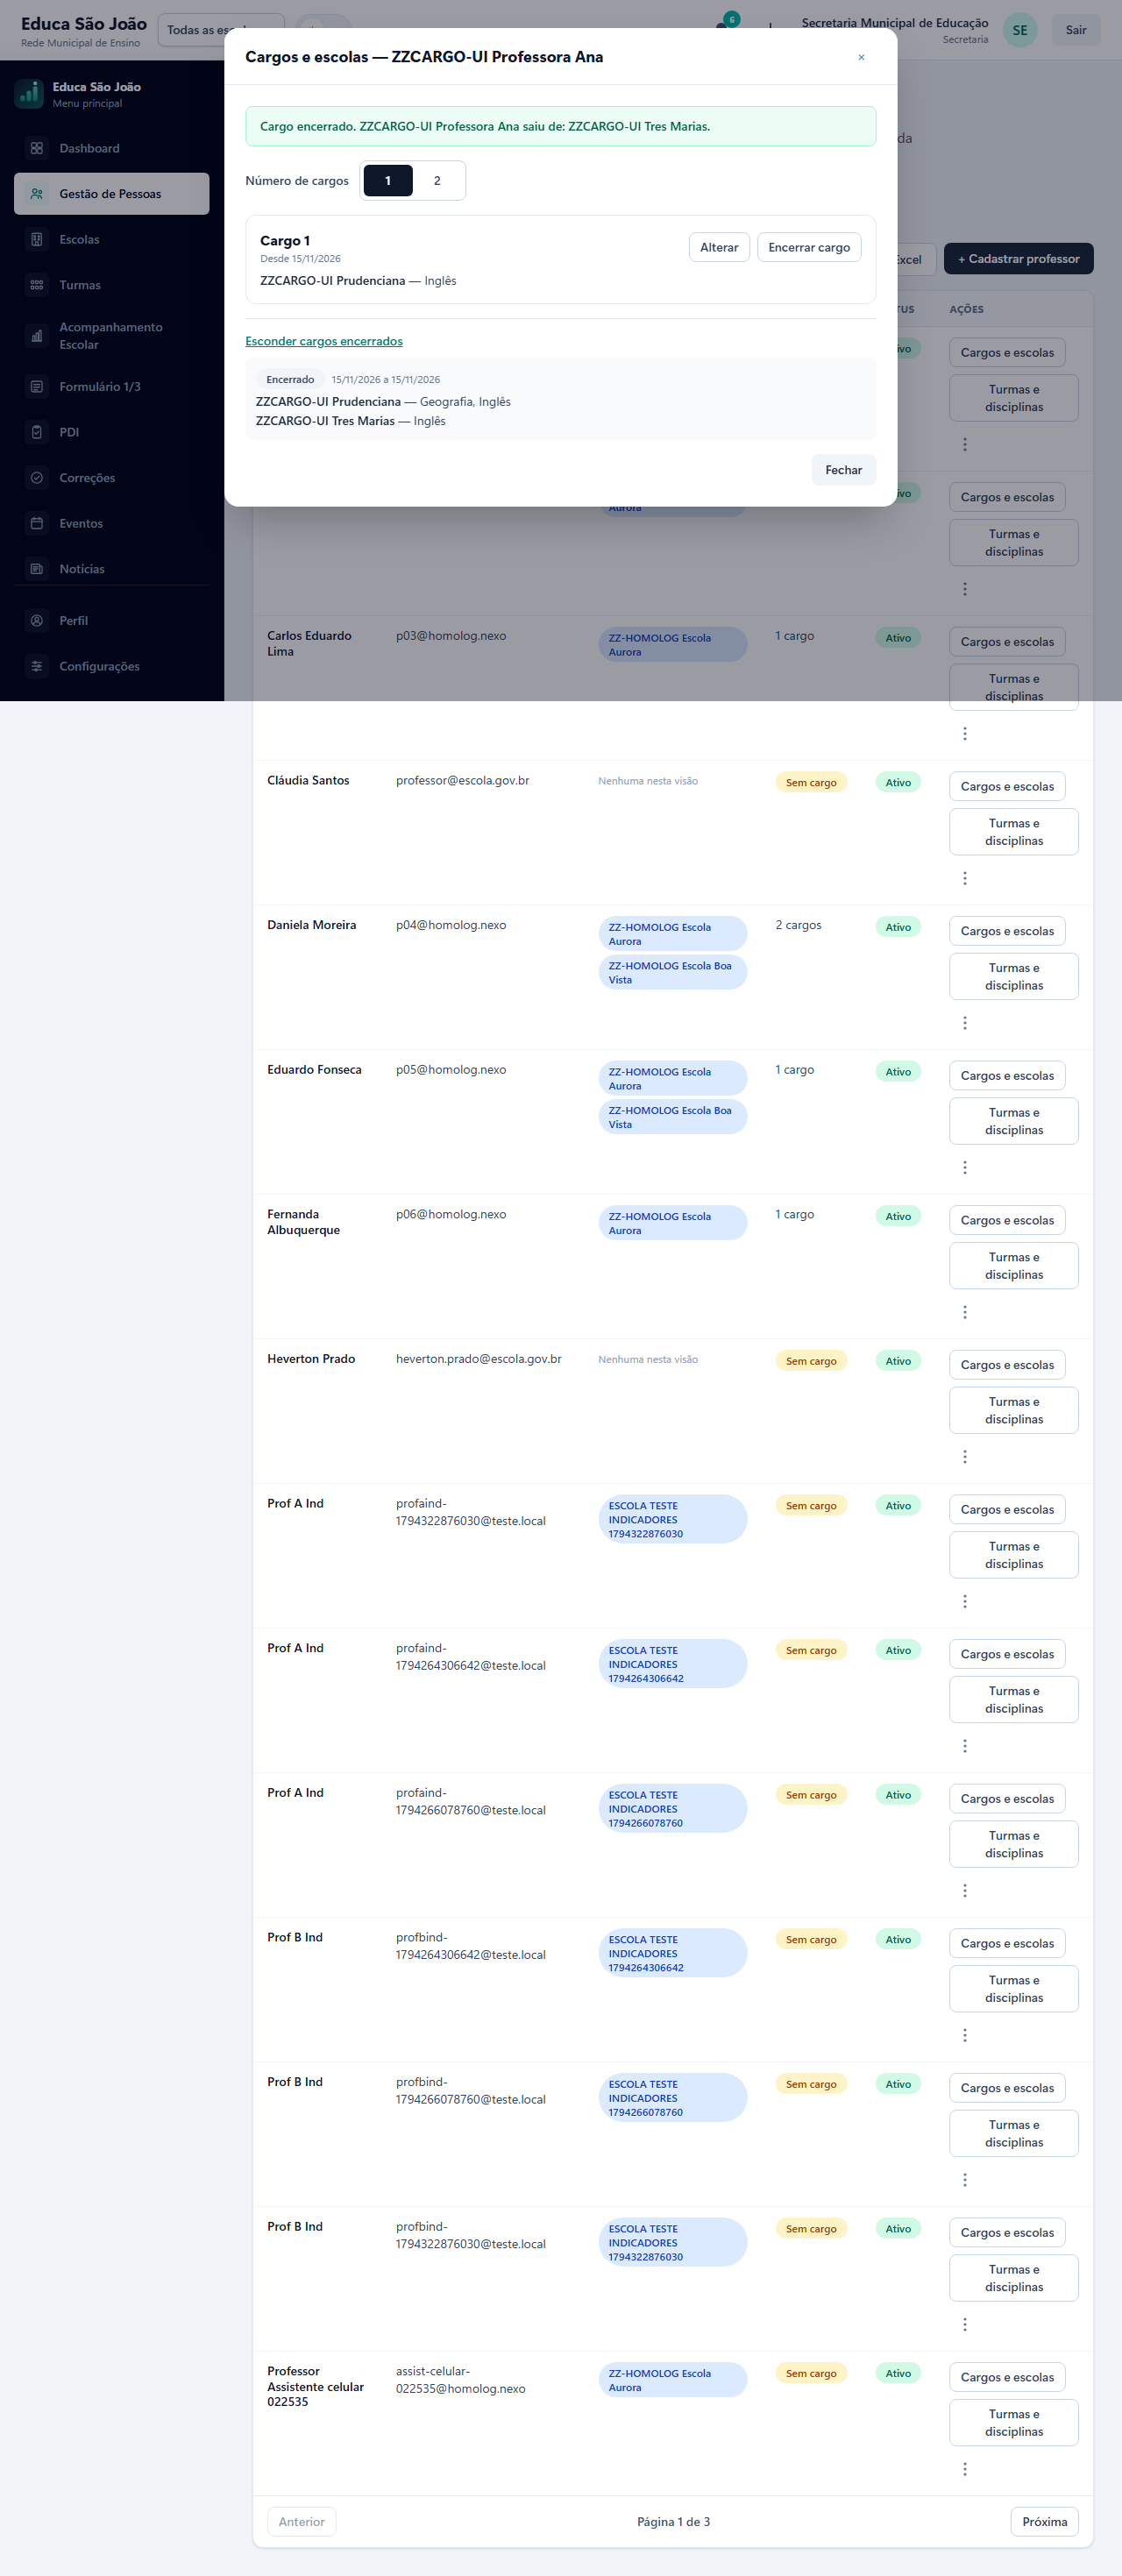 Educa São João
Rede Municipal de Ensino
Todas as
6
Secretaria Municipal de Educação
Secretaria
SE
Sair
Educa São João
Menu principal
Dashboard
Gestão de Pessoas
Escolas
Turmas
Acompanhamento
Escolar
Formulário 1/3
PDI
Correções
Eventos
Notícias
Perfil
Configurações
Cargos e escolas — ZZCARGO-UI Professora Ana
×
Cargo encerrado. ZZCARGO-UI Professora Ana saiu de: ZZCARGO-UI Tres Marias.
Número de cargos
1
2
Cargo 1
Desde 15/11/2026
ZZCARGO-UI Prudenciana — Inglês
Alterar
Encerrar cargo
Esconder cargos encerrados
Encerrado
15/11/2026 a 15/11/2026
ZZCARGO-UI Prudenciana — Geografia, Inglês
ZZCARGO-UI Tres Marias — Inglês
Fechar
da
Excel
+ Cadastrar professor
TUS
AÇÕES
ivo
Cargos e escolas
Turmas e
disciplinas
Aurora
ivo
Cargos e escolas
Turmas e
disciplinas
Carlos Eduardo
Lima
p03@homolog.nexo
ZZ-HOMOLOG Escola
Aurora
1 cargo
Ativo
Cargos e escolas
Turmas e
disciplinas
Cláudia Santos
professor@escola.gov.br
Nenhuma nesta visão
Sem cargo
Ativo
Cargos e escolas
Turmas e
disciplinas
Daniela Moreira
p04@homolog.nexo
ZZ-HOMOLOG Escola
Aurora
ZZ-HOMOLOG Escola Boa
Vista
2 cargos
Ativo
Cargos e escolas
Turmas e
disciplinas
Eduardo Fonseca
p05@homolog.nexo
ZZ-HOMOLOG Escola
Aurora
ZZ-HOMOLOG Escola Boa
Vista
1 cargo
Ativo
Cargos e escolas
Turmas e
disciplinas
Fernanda
Albuquerque
p06@homolog.nexo
ZZ-HOMOLOG Escola
Aurora
1 cargo
Ativo
Cargos e escolas
Turmas e
disciplinas
Heverton Prado
heverton.prado@escola.gov.br
Nenhuma nesta visão
Sem cargo
Ativo
Cargos e escolas
Turmas e
disciplinas
Prof A Ind
profaind-
1794322876030@teste.local
ESCOLA TESTE
INDICADORES
1794322876030
Sem cargo
Ativo
Cargos e escolas
Turmas e
disciplinas
Prof A Ind
profaind-
1794264306642@teste.local
ESCOLA TESTE
INDICADORES
1794264306642
Sem cargo
Ativo
Cargos e escolas
Turmas e
disciplinas
Prof A Ind
profaind-
1794266078760@teste.local
ESCOLA TESTE
INDICADORES
1794266078760
Sem cargo
Ativo
Cargos e escolas
Turmas e
disciplinas
Prof B Ind
profbind-
1794264306642@teste.local
ESCOLA TESTE
INDICADORES
1794264306642
Sem cargo
Ativo
Cargos e escolas
Turmas e
disciplinas
Prof B Ind
profbind-
1794266078760@teste.local
ESCOLA TESTE
INDICADORES
1794266078760
Sem cargo
Ativo
Cargos e escolas
Turmas e
disciplinas
Prof B Ind
profbind-
1794322876030@teste.local
ESCOLA TESTE
INDICADORES
1794322876030
Sem cargo
Ativo
Cargos e escolas
Turmas e
disciplinas
Professor
Assistente celular
022535
assist-celular-
022535@homolog.nexo
ZZ-HOMOLOG Escola
Aurora
Sem cargo
Ativo
Cargos e escolas
Turmas e
disciplinas
Anterior
Página 1 de 3
Próxima